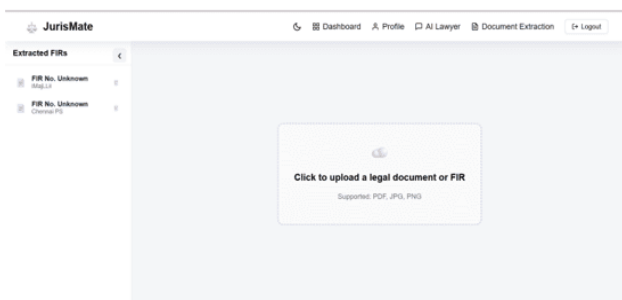 JurisMate
Dashboard Profile AI Lawyer Document Extraction Logout
Extracted FIRs
FIR No. Unknown
FIR No. Unknown
Chennai PS
Click to upload a legal document or FIR
Supported: PDF, JPG, PNG